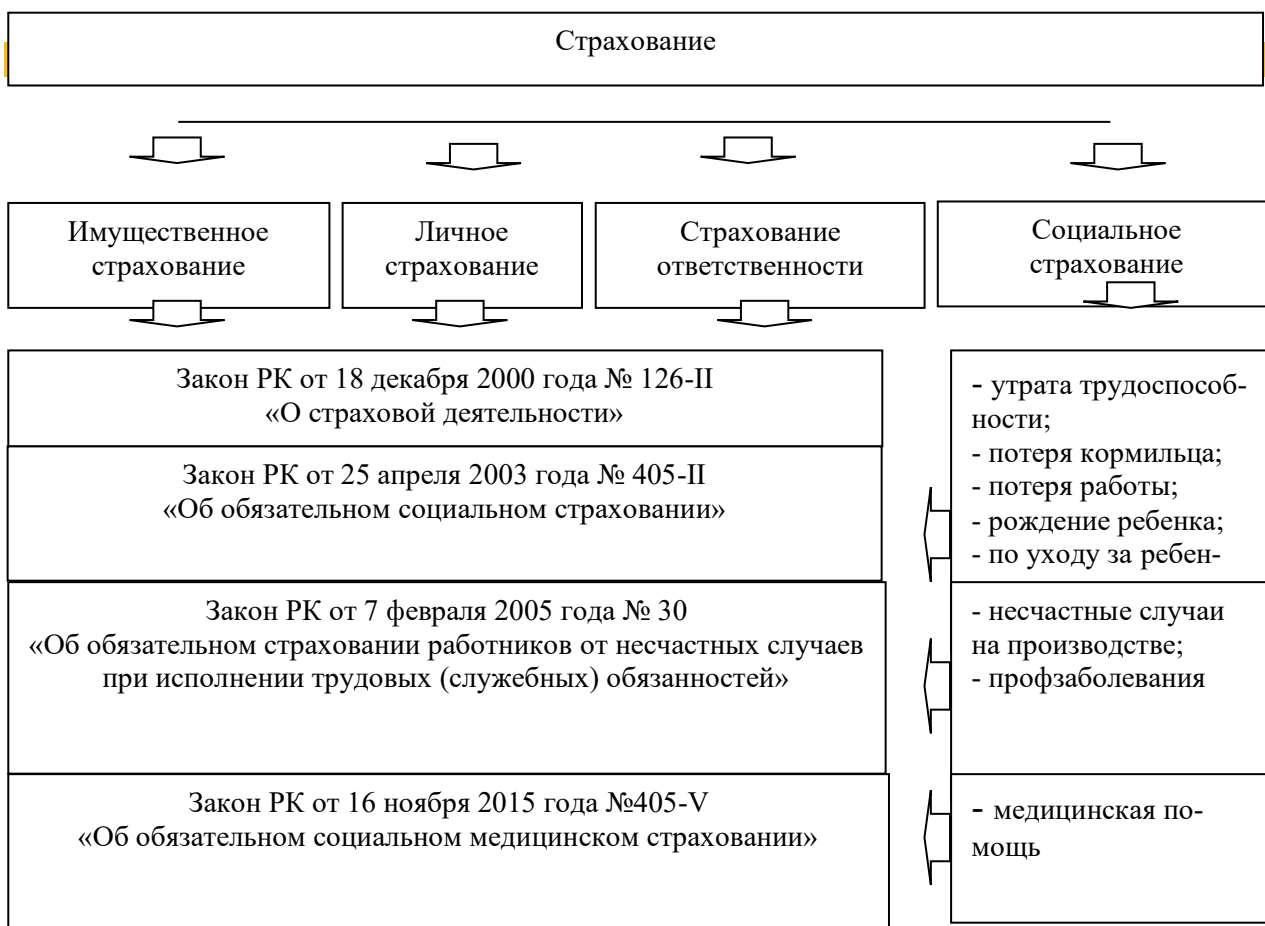 Страхование
Имущественное
страхование
Личное
страхование
Страхование
ответственности
Социальное
страхование
Закон РК от 18 декабря 2000 года № 126-II
«О страховой деятельности»
Закон РК от 25 апреля 2003 года № 405-II
«Об обязательном социальном страховании»
Закон РК от 7 февраля 2005 года № 30
«Об обязательном страховании работников от несчастных случаев
при исполнении трудовых (служебных) обязанностей»
Закон РК от 16 ноября 2015 года №405-V
«Об обязательном социальном медицинском страховании»
- утрата трудоспособ-
ности;
- потеря кормильца;
- потеря работы;
- рождение ребенка;
- по уходу за ребен-
- несчастные случаи
на производстве;
- профзаболевания
- медицинская по-
мощь